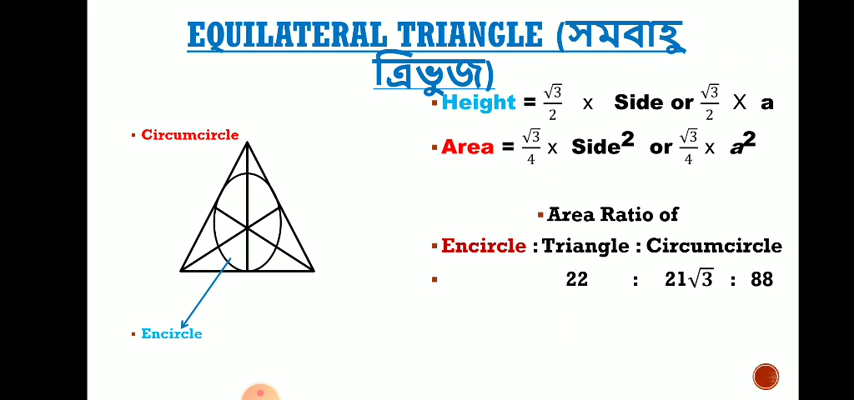 EQUILATERAL TRIANGLE (সমবাহু
ত্রিভুজ)
Height = √3/2 x Side or √3/2 X a
Circumcircle
Area = √3/4 x Side² or √3/4 x a²
Area Ratio of
Encircle : Triangle : Circumcircle
22 : 21√3 : 88
Encircle